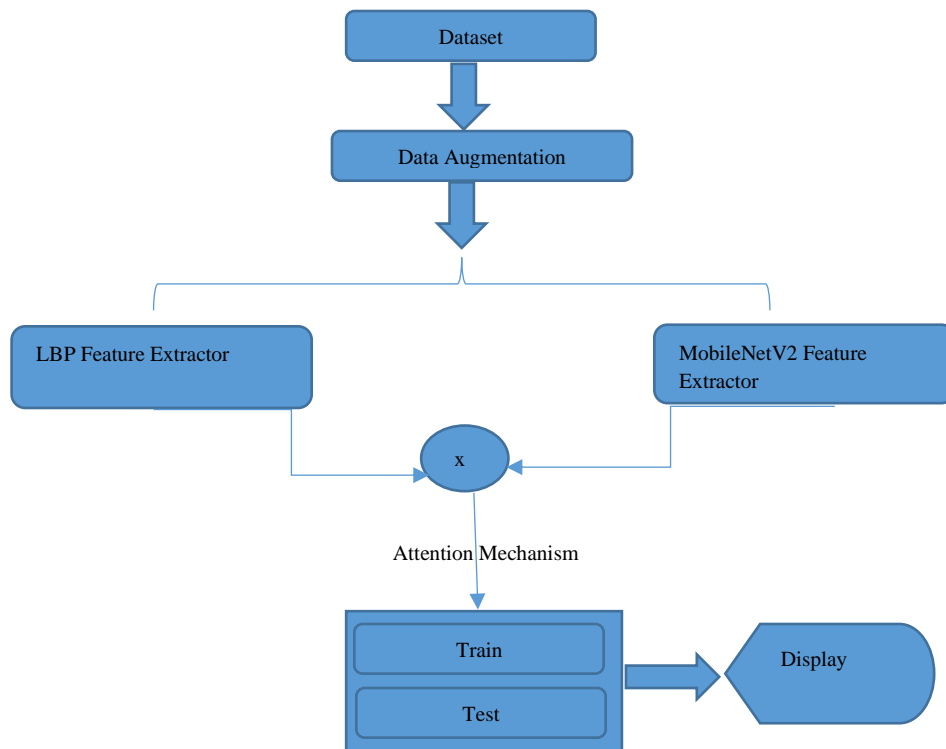 Dataset
Data Augmentation
LBP Feature Extractor
MobileNetV2 Feature
Extractor
x
Attention Mechanism
Train
Test
Display